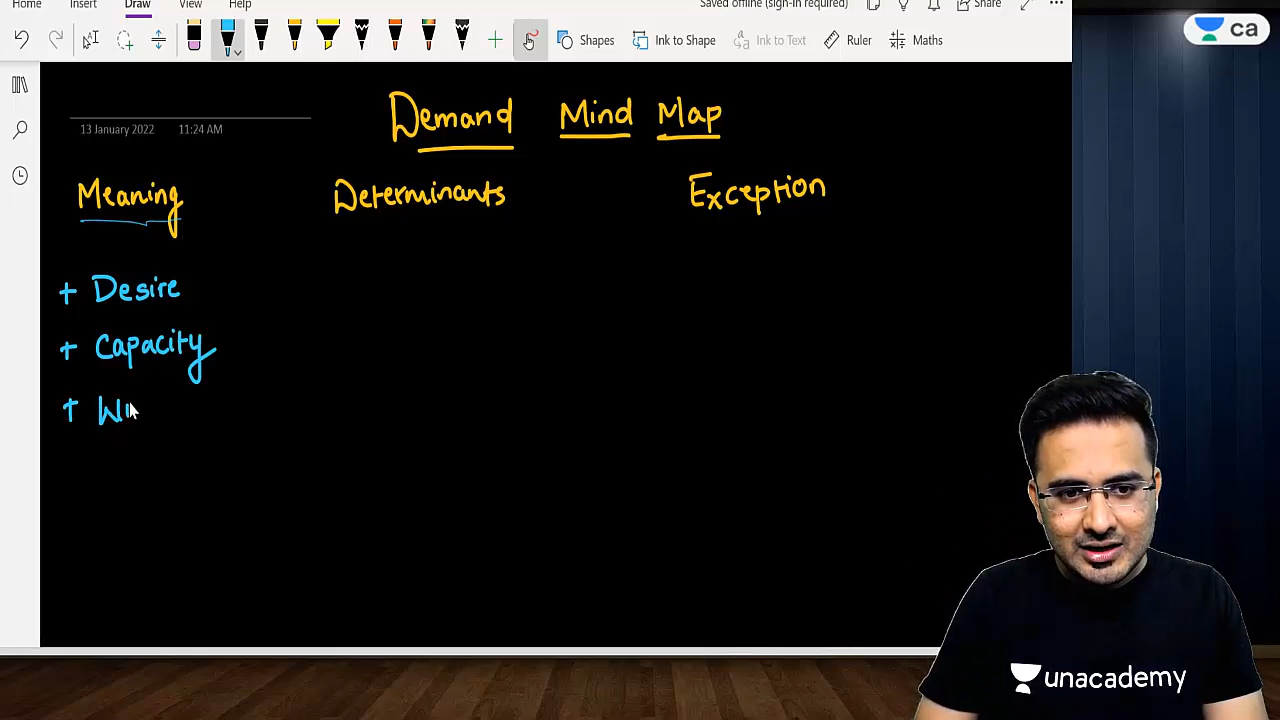 Home Insert Draw View Help Saved offline (sign-in required) Share
Shapes Ink to Shape Ink to Text Ruler Maths
ca
Demand Mind Map
13 January 2022 11:24 AM
Meaning Determinants Exception
+ Desire
+ Capacity
+ Wi
unacademy